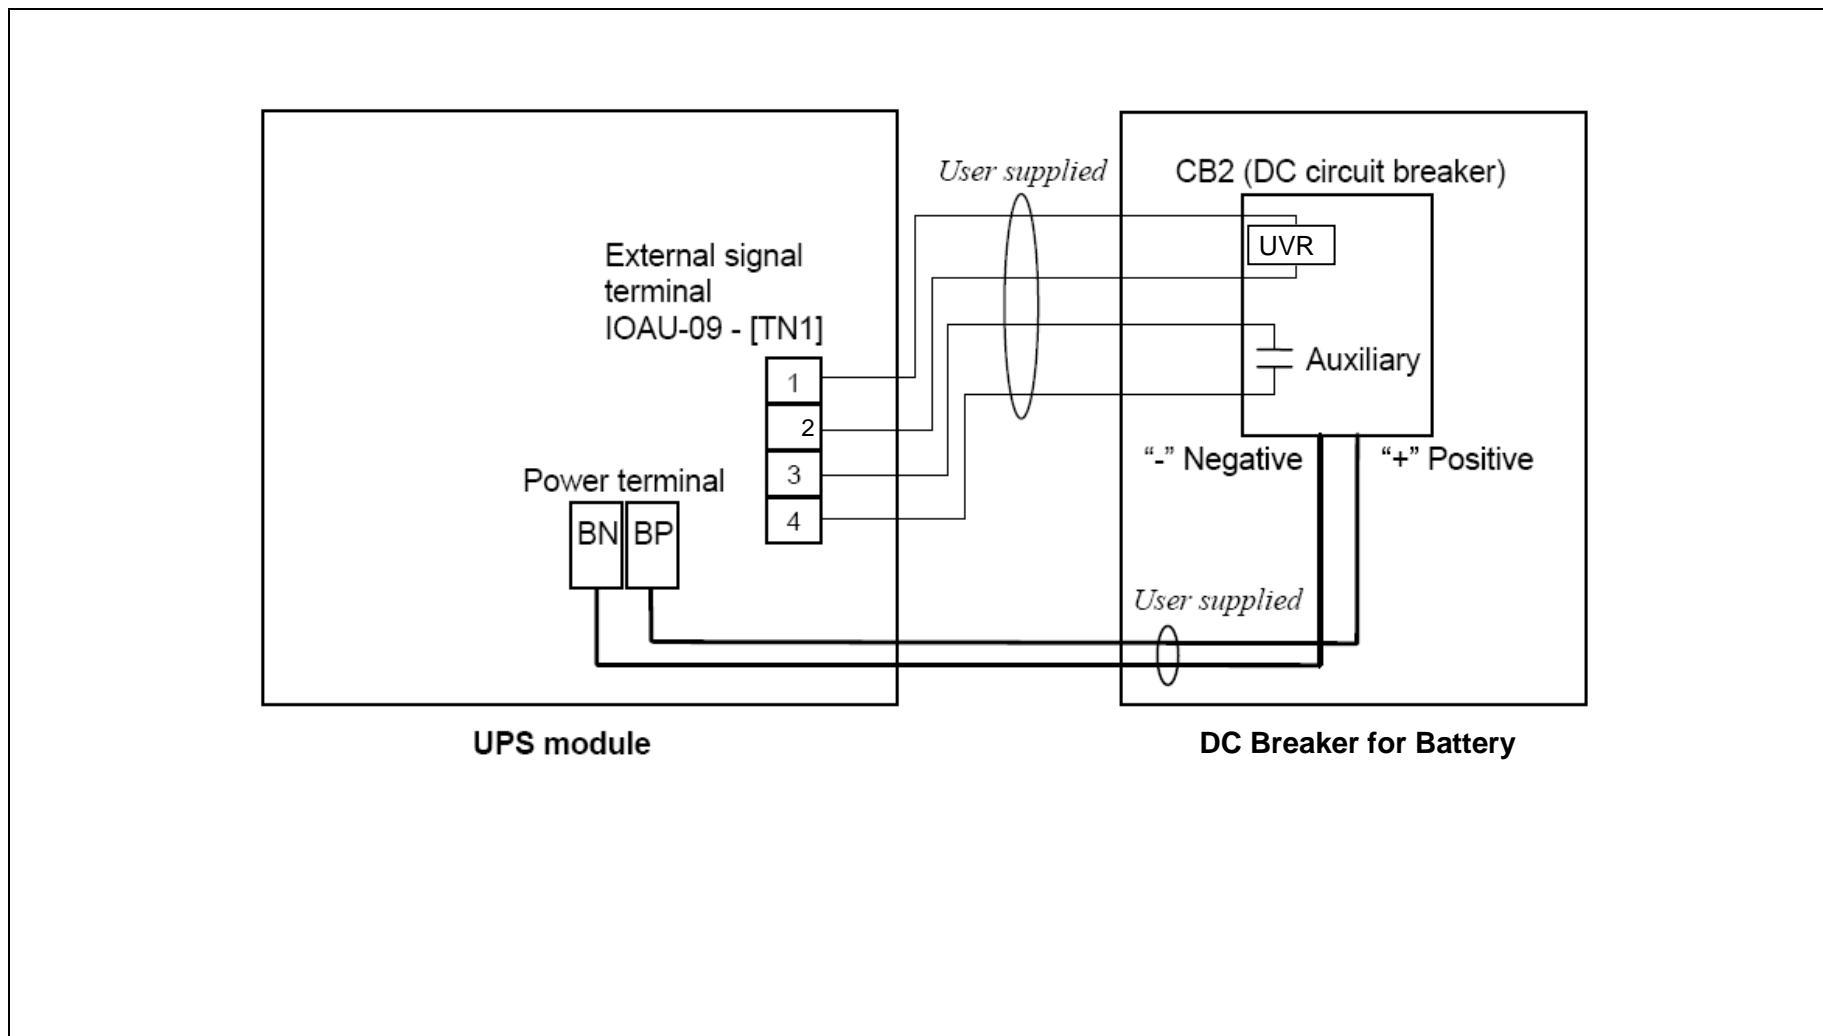 User supplied
CB2 (DC circuit breaker)
UVR
External signal
terminal
IOAU-09 - [TN1]
1
2
3
4
Auxiliary
“-” Negative
“+” Positive
Power terminal
BN
BP
User supplied
UPS module
DC Breaker for Battery